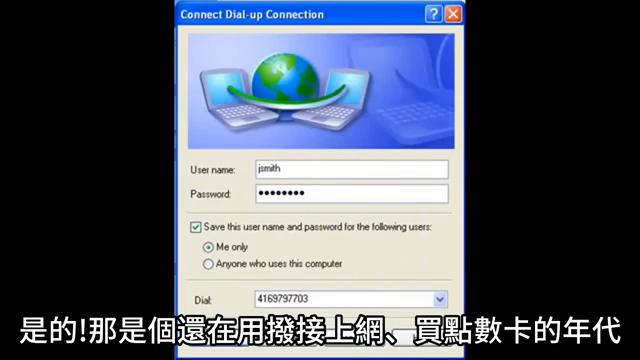 Connect Dial-up Connection
User name: jsmith
Password: ••••••••
Save this user name and password for the following users:
Me only
Anyone who uses this computer
Dial: 4169797703
是的!那是個還在用撥接上網、買點數卡的年代